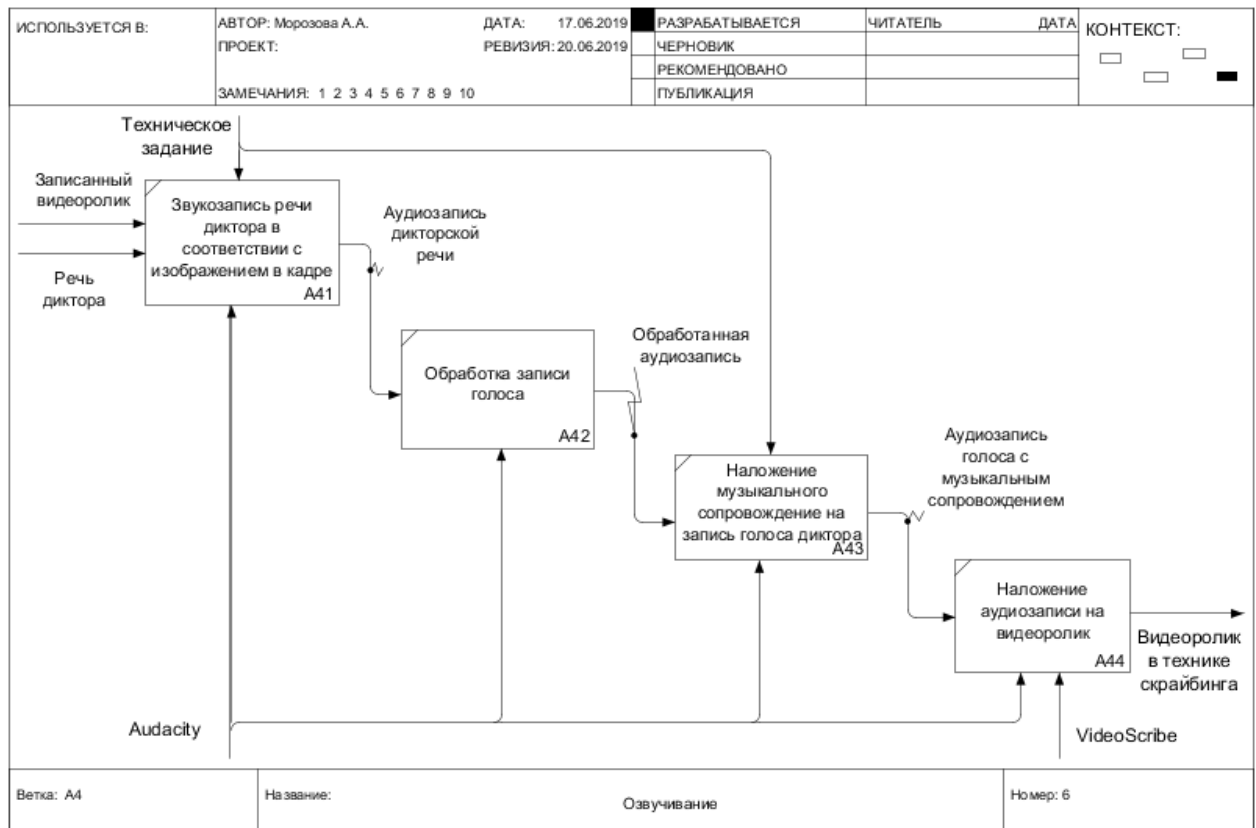 ИСПОЛЬЗУЕТСЯ В:
АВТОР: Морозова А.А.
ДАТА: 17.06.2019
ПРОЕКТ:
РЕВИЗИЯ: 20.06.2019
ЗАМЕЧАНИЯ: 1 2 3 4 5 6 7 8 9 10
РАЗРАБАТЫВАЕТСЯ
ЧЕРНОВИК
РЕКОМЕНДОВАНО
ПУБЛИКАЦИЯ
ЧИТАТЕЛЬ
ДАТА
КОНТЕКСТ:
Техническое
задание
Записанный
видеоролик
Речь
диктора
Звукозапись речи
диктора в
соответствии с
изображением в кадре
A41
Аудиозапись
дикторской
речи
Обработка записи
голоса
A42
Обработанная
аудиозапись
Наложение
музыкального
сопровождение на
запись голоса диктора
A43
Аудиозапись
голоса с
музыкальным
сопровождением
Наложение
аудиозаписи на
видеоролик
A44
Видеоролик
в технике
скрайбинга
Audacity
VideoScribe
Ветка: A4
Название:
Озвучивание
Номер: 6